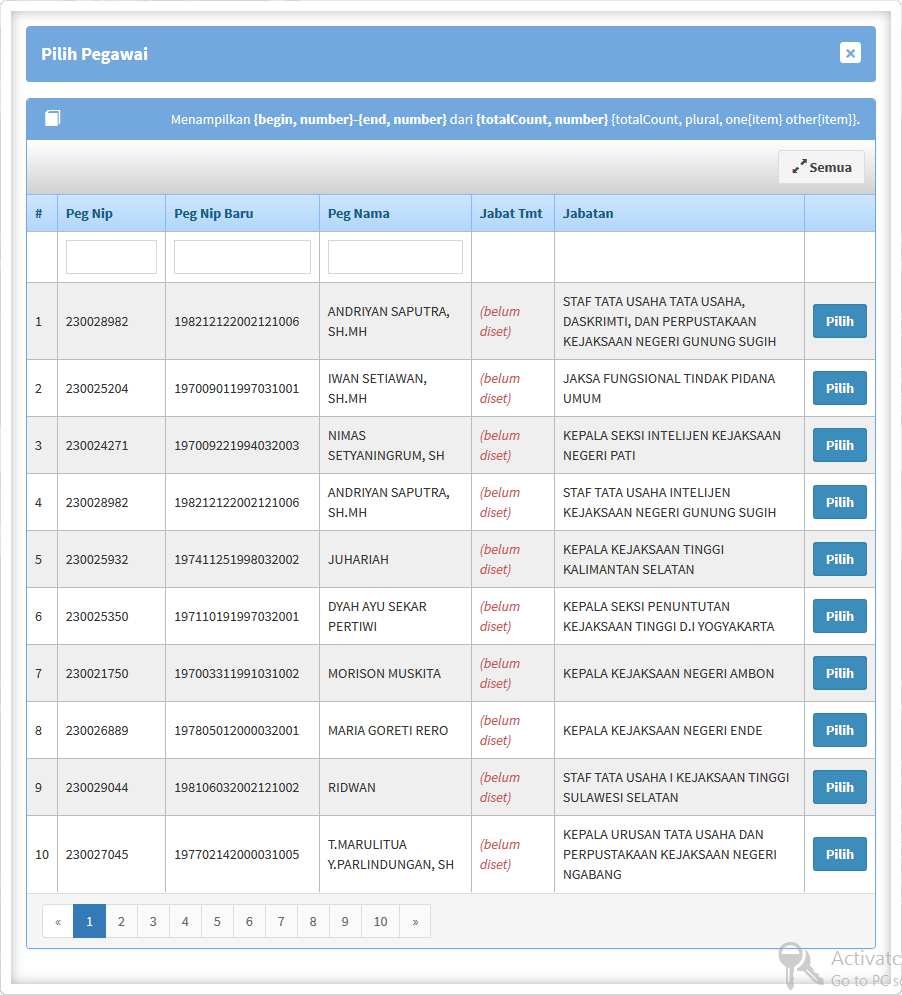 Pilih Pegawai
Menampilkan {begin, number}-{end, number} dari {totalCount, number} {totalCount, plural, one{item} other{item}}.
Semua
# Peg Nip Peg Nip Baru Peg Nama Jabat Tmt Jabatan
1 230028982 198212122002121006 ANDRIYAN SAPUTRA, SH.MH (belum diset) STAF TATA USAHA TATA USAHA, DASKRIMTI, DAN PERPUSTAKAAN KEJAKSAAN NEGERI GUNUNG SUGIH Pilih
2 230025204 197009011997031001 IWAN SETIAWAN, SH.MH (belum diset) JAKSA FUNGSIONAL TINDAK PIDANA UMUM Pilih
3 230024271 197009221994032003 NIMAS SETYANINGRUM, SH (belum diset) KEPALA SEKSI INTELIJEN KEJAKSAAN NEGERI PATI Pilih
4 230028982 198212122002121006 ANDRIYAN SAPUTRA, SH.MH (belum diset) STAF TATA USAHA INTELIJEN KEJAKSAAN NEGERI GUNUNG SUGIH Pilih
5 230025932 197411251998032002 JUHARIAH (belum diset) KEPALA KEJAKSAAN TINGGI KALIMANTAN SELATAN Pilih
6 230025350 197110191997032001 DYAH AYU SEKAR PERTIWI (belum diset) KEPALA SEKSI PENUNTUTAN KEJAKSAAN TINGGI D.I YOGYAKARTA Pilih
7 230021750 197003311991031002 MORISON MUSKITA (belum diset) KEPALA KEJAKSAAN NEGERI AMBON Pilih
8 230026889 197805012000032001 MARIA GORETI RERO (belum diset) KEPALA KEJAKSAAN NEGERI ENDE Pilih
9 230029044 198106032002121002 RIDWAN (belum diset) STAF TATA USAHA I KEJAKSAAN TINGGI SULAWESI SELATAN Pilih
10 230027045 197702142000031005 T.MARULITUA Y.PARLINDUNGAN, SH (belum diset) KEPALA URUSAN TATA USAHA DAN PERPUSTAKAAN KEJAKSAAN NEGERI NGABANG Pilih
« 1 2 3 4 5 6 7 8 9 10 »
Activate
Go to PC s